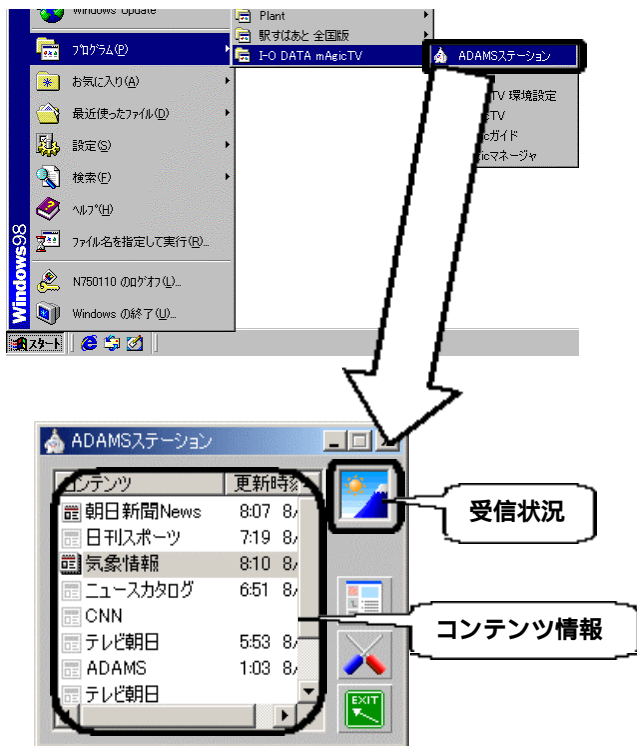 Windows Update
Plant
駅すぱあと 全国版
プログラム(P)
I-O DATA mAgicTV
ADAMSステーション
お気に入り(A)
TV 環境設定
最近使ったファイル(D)
TV
cガイド
設定(S)
icマネージャ
検索(F)
ヘルプ(H)
ファイル名を指定して実行(R)...
N750110 のログオフ(L)...
Windows の終了(U)...
Windows98
スタート
ADAMSステーション
コンテンツ 更新時刻
朝日新聞News 8:07 8/
日刊スポーツ 7:19 8/
気象情報 8:10 8/
ニュースカタログ 6:51 8/
CNN
テレビ朝日 5:53 8/
ADAMS 1:03 8/
テレビ朝日
EXIT
受信状況
コンテンツ情報